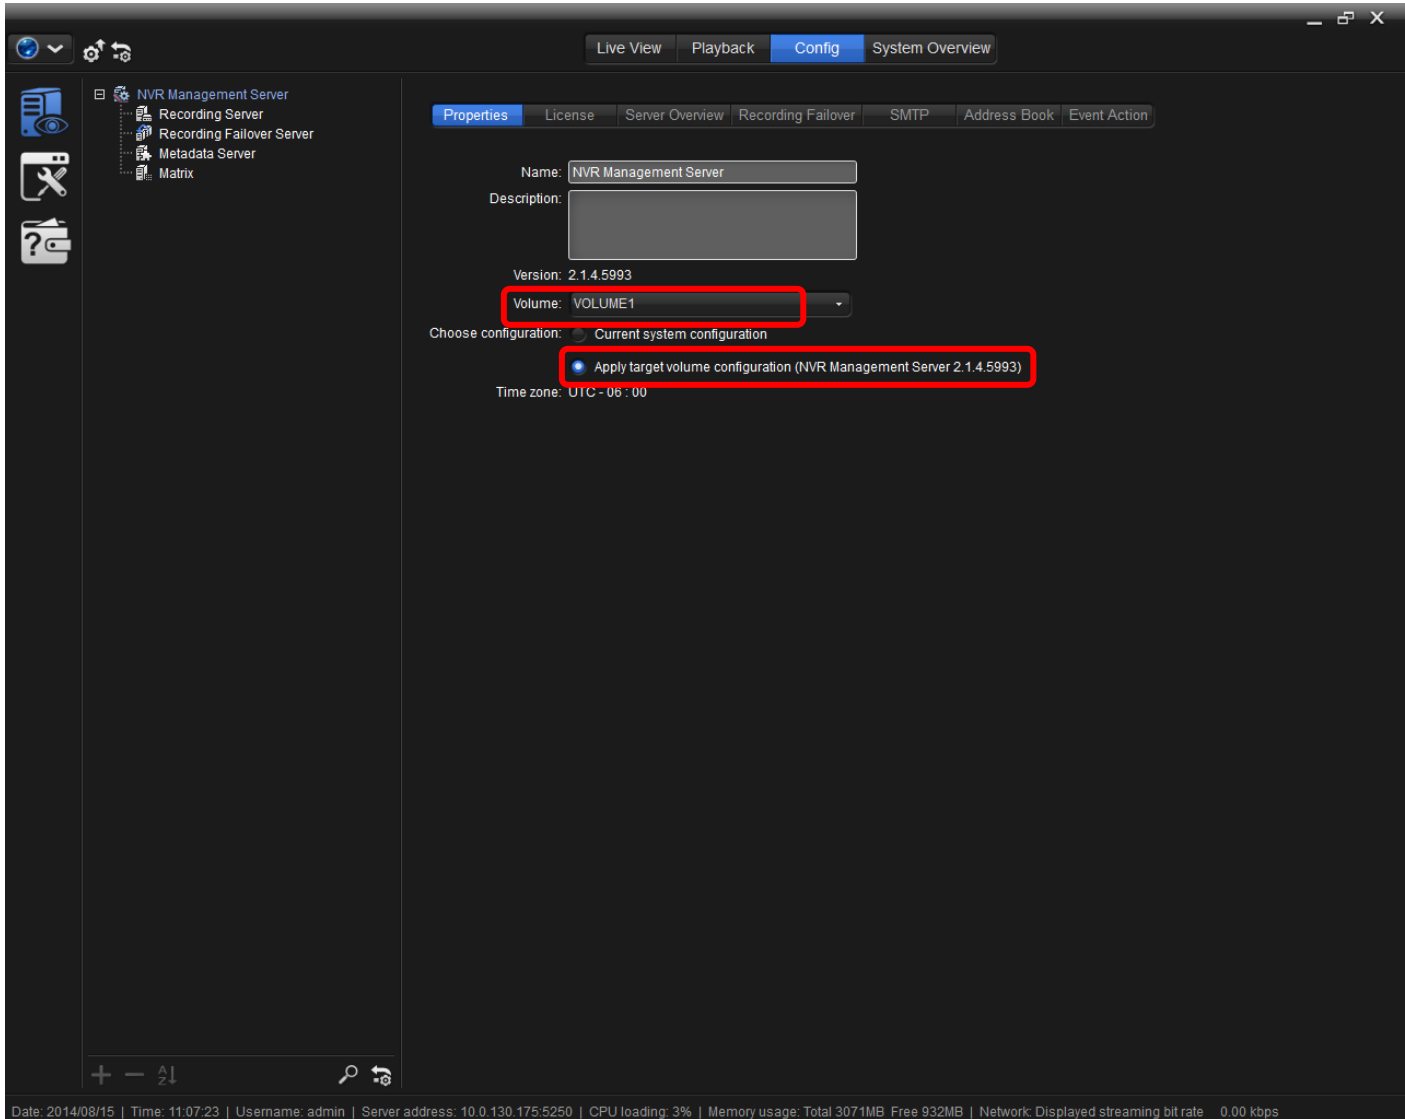 Live View Playback Config System Overview
NVR Management Server
Recording Server
Recording Failover Server
Metadata Server
Matrix
Properties License Server Overview Recording Failover SMTP Address Book Event Action
Name: NVR Management Server
Description:
Version: 2.1.4.5993
Volume: VOLUME1
Choose configuration: Current system configuration
Apply target volume configuration (NVR Management Server 2.1.4.5993)
Time zone: UTC - 06 : 00
Date: 2014/08/15 | Time: 11:07:23 | Username: admin | Server address: 10.0.130.175:5250 | CPU loading: 3% | Memory usage: Total 3071MB Free 932MB | Network: Displayed streaming bit rate 0.00 kbps